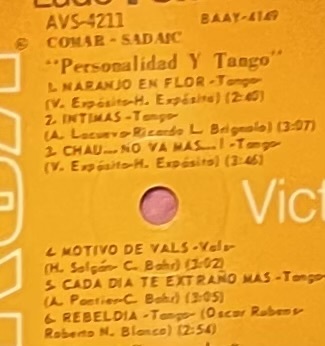 AVS-4211 BAAY-4149
COMAR - SADAIC
"Personalidad Y Tango"
1. NARANJO EN FLOR -Tango-
(V. Expósito-H. Expósito) (2:40)
2. INTIMAS -Tango-
(A. Lacueva-Ricardo L. Brignolo) (3:07)
3. CHAU... NO VA MAS...! -Tango-
(V. Expósito-H. Expósito) (3:46)
Vict
4. MOTIVO DE VALS -Vals-
(H. Salgán- C. Bahr) (3:02)
5. CADA DIA TE EXTRAÑO MAS -Tango-
(A. Pontier-C. Bahr) (3:05)
6. REBELDIA -Tango- (Oscar Rubens-
Roberto N. Blanco) (2:54)